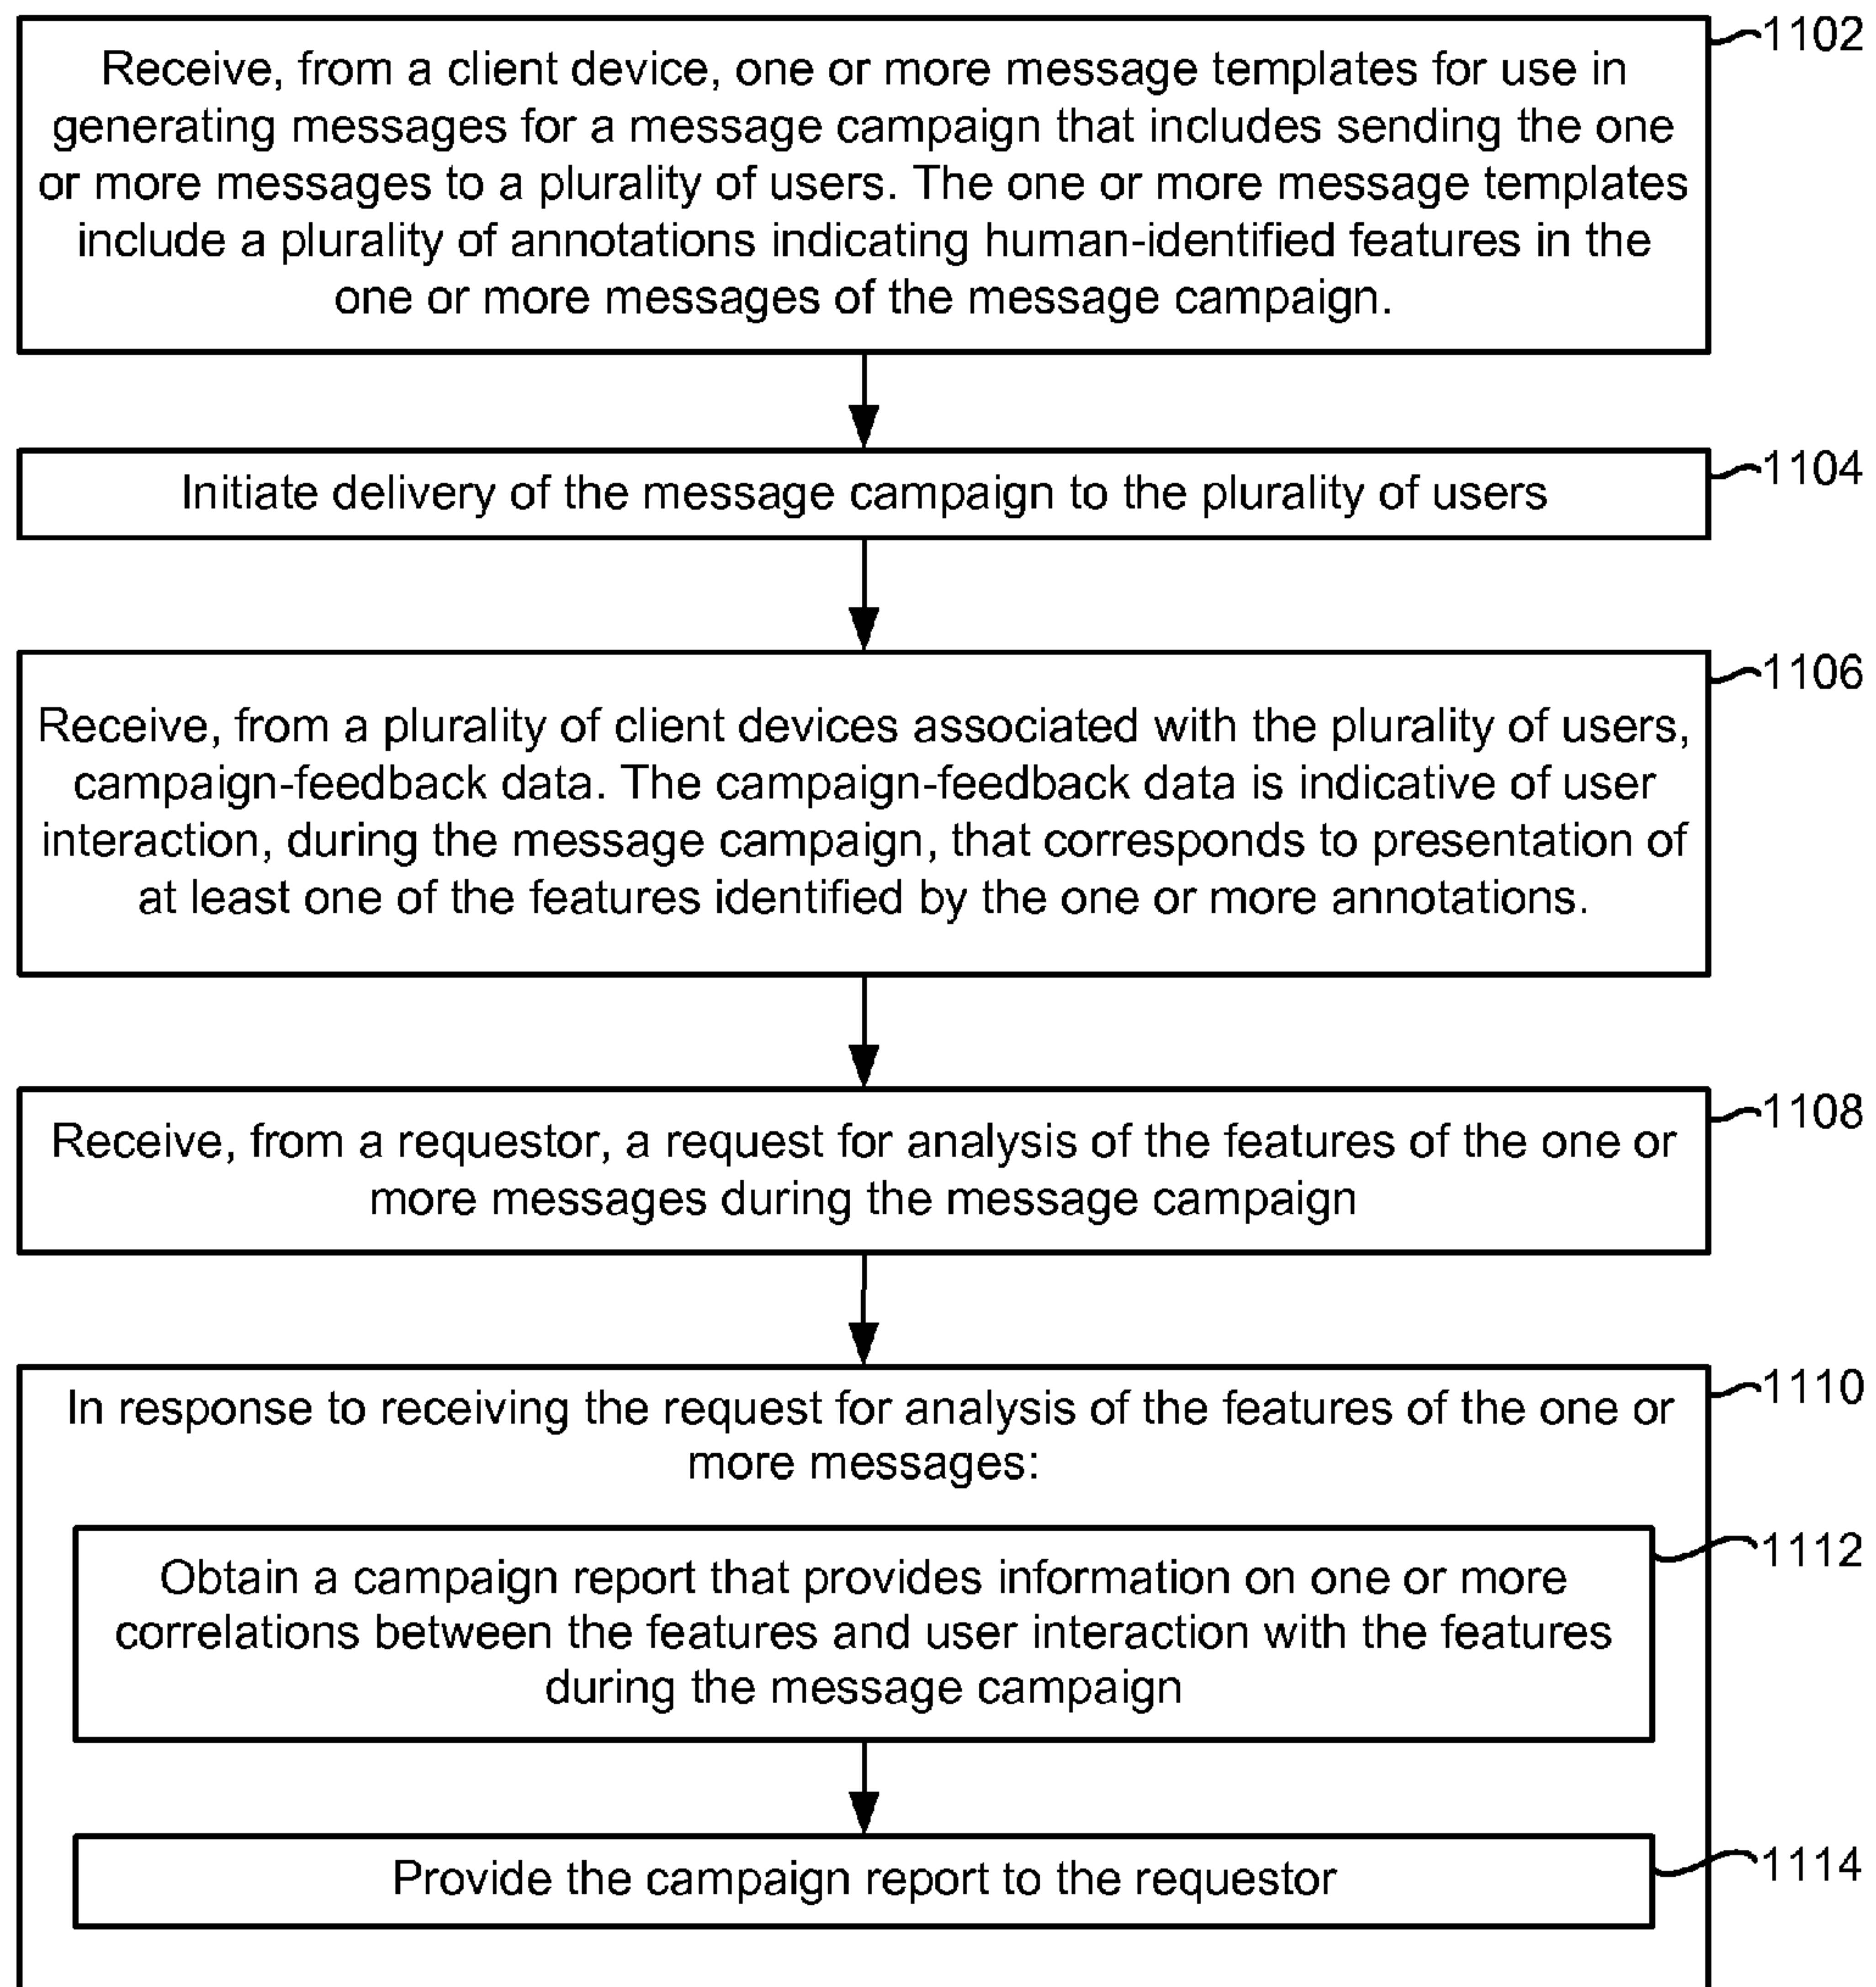 1102
Receive, from a client device, one or more message templates for use in
generating messages for a message campaign that includes sending the one
or more messages to a plurality of users. The one or more message templates
include a plurality of annotations indicating human-identified features in the
one or more messages of the message campaign.
1104
Initiate delivery of the message campaign to the plurality of users
1106
Receive, from a plurality of client devices associated with the plurality of users,
campaign-feedback data. The campaign-feedback data is indicative of user
interaction, during the message campaign, that corresponds to presentation of
at least one of the features identified by the one or more annotations.
1108
Receive, from a requestor, a request for analysis of the features of the one or
more messages during the message campaign
1110
In response to receiving the request for analysis of the features of the one or
more messages:
1112
Obtain a campaign report that provides information on one or more
correlations between the features and user interaction with the features
during the message campaign
1114
Provide the campaign report to the requestor